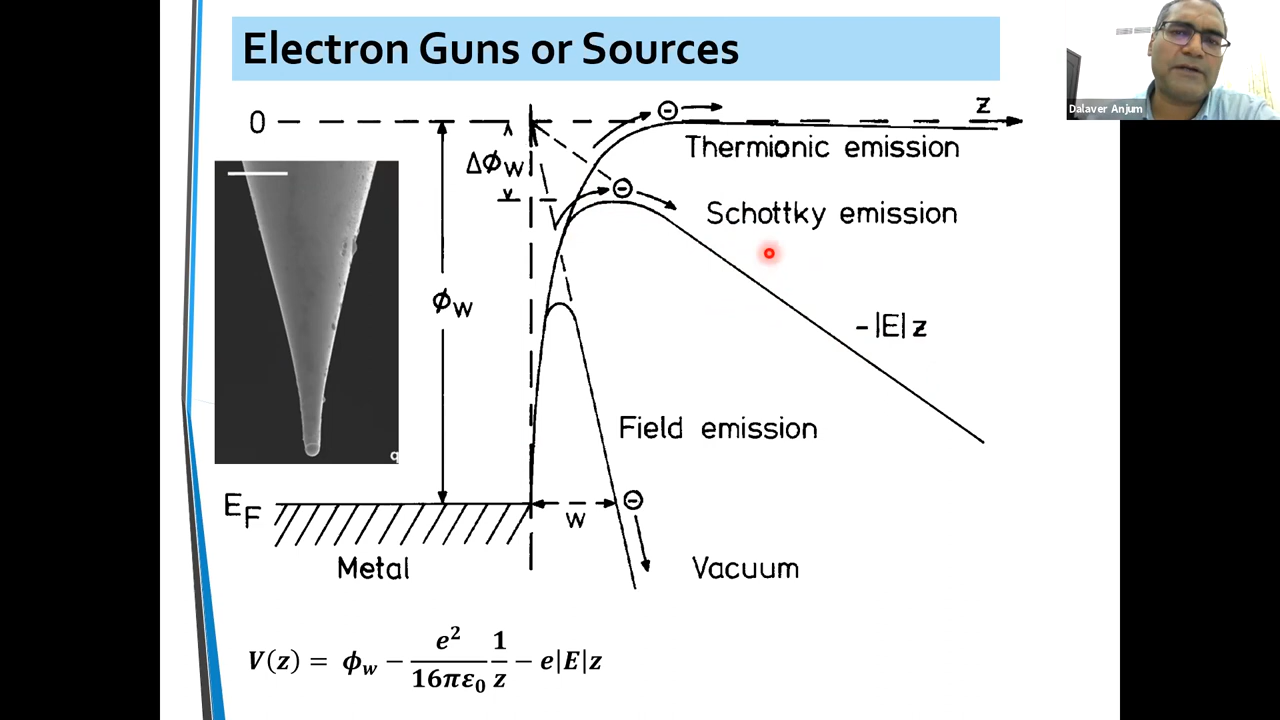 Electron Guns or Sources
Dalaver Anjum
0
z
Thermionic emission
Δϕw
Schottky emission
ϕw
-|E|z
Field emission
q
EF
w
Metal
Vacuum
V(z) = ϕw − e²/16πε₀ 1/z − e|E|z